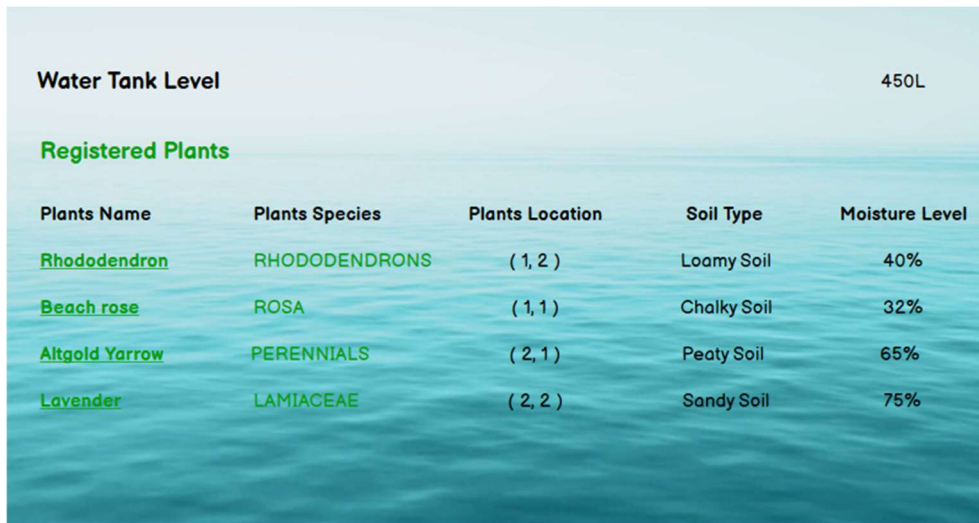 Water Tank Level 450L
Registered Plants
Plants Name Plants Species Plants Location Soil Type Moisture Level
Rhododendron RHODODENDRONS ( 1, 2 ) Loamy Soil 40%
Beach rose ROSA ( 1, 1 ) Chalky Soil 32%
Altgold Yarrow PERENNIALS ( 2, 1 ) Peaty Soil 65%
Lavender LAMIACEAE ( 2, 2 ) Sandy Soil 75%